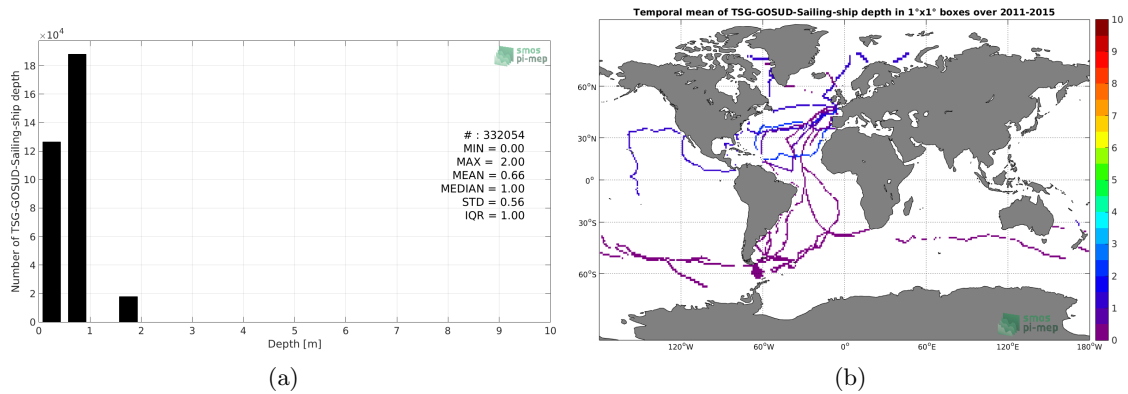 ×10⁴
18
16
14
12
10
8
6
4
2
0
Number of TSG-GOSUD-Sailing-ship depth
smos
pi-mep
# : 332054
MIN = 0.00
MAX = 2.00
MEAN = 0.66
MEDIAN = 1.00
STD = 0.56
IQR = 1.00
0 1 2 3 4 5 6 7 8 9 10
Depth [m]
(a)
Temporal mean of TSG-GOSUD-Sailing-ship depth in 1°x1° boxes over 2011-2015
60°N
30°N
0°
30°S
60°S
120°W 60°W 0° 60°E 120°E 180°W
smos
pi-mep
10
9
8
7
6
5
4
3
2
1
0
(b)